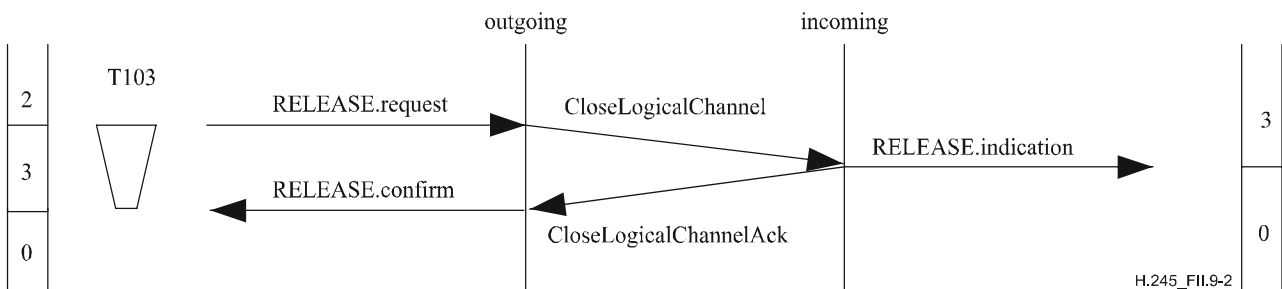 outgoing
incoming
T103
2
RELEASE.request
CloseLogicalChannel
3
RELEASE.indication
3
RELEASE.confirm
CloseLogicalChannelAck
0
0
H.245_FII.9-2